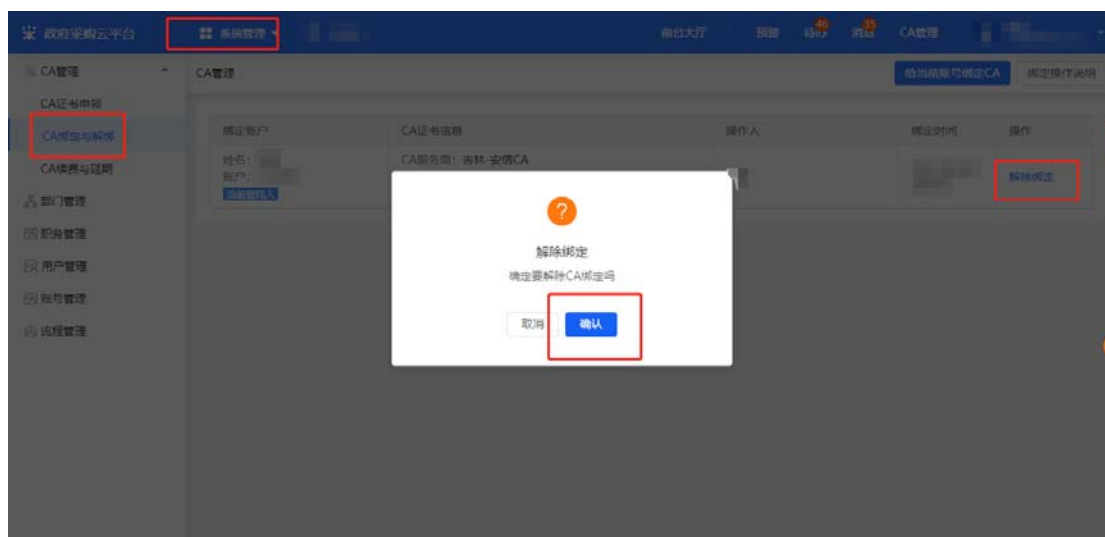 政府采购云平台
系统管理
前台大厅
待办
46
消息
35
CA管理
CA管理
CA管理
给当前账号绑定CA
绑定操作说明
CA证书申领
CA绑定与解绑
CA续费与延期
部门管理
职务管理
用户管理
账号管理
流程管理
绑定账户
CA证书信息
操作人
绑定时间
操作
姓名：
账户：
当前登录人
CA服务商：吉林-安信CA
解除绑定
?
解除绑定
确定要解除CA绑定吗
取消
确认